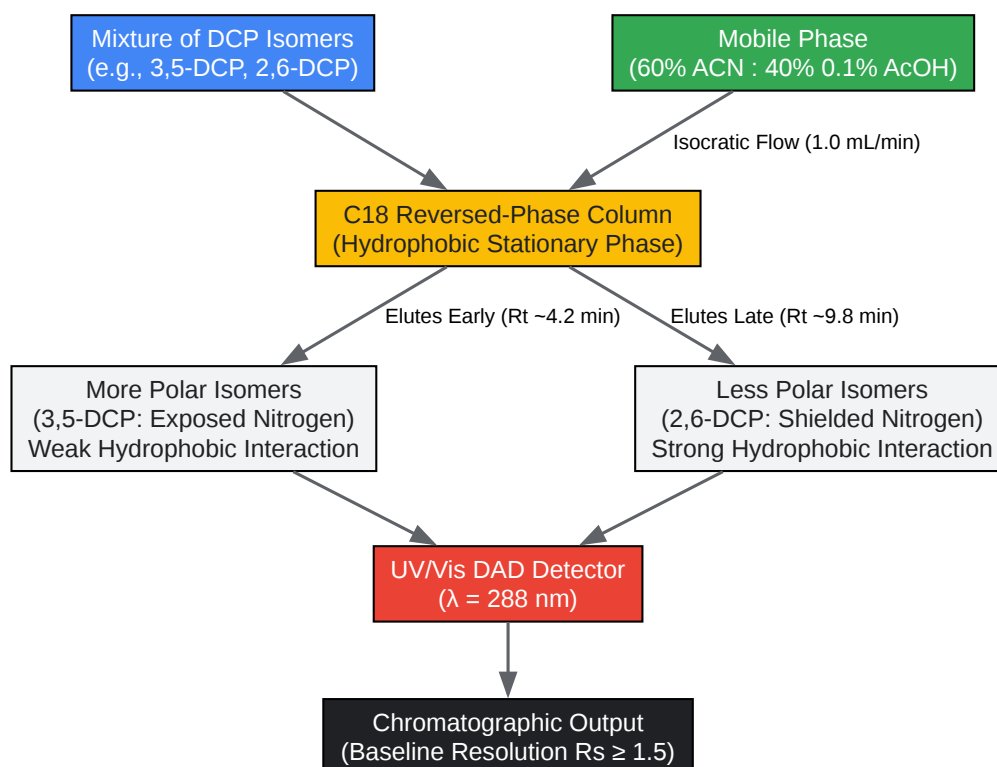 Mixture of DCP Isomers
(e.g., 3,5-DCP, 2,6-DCP)
Mobile Phase
(60% ACN : 40% 0.1% AcOH)
Isocratic Flow (1.0 mL/min)
C18 Reversed-Phase Column
(Hydrophobic Stationary Phase)
Elutes Early (Rt ~4.2 min)
Elutes Late (Rt ~9.8 min)
More Polar Isomers
(3,5-DCP: Exposed Nitrogen)
Weak Hydrophobic Interaction
Less Polar Isomers
(2,6-DCP: Shielded Nitrogen)
Strong Hydrophobic Interaction
UV/Vis DAD Detector
(λ = 288 nm)
Chromatographic Output
(Baseline Resolution Rs ≥ 1.5)